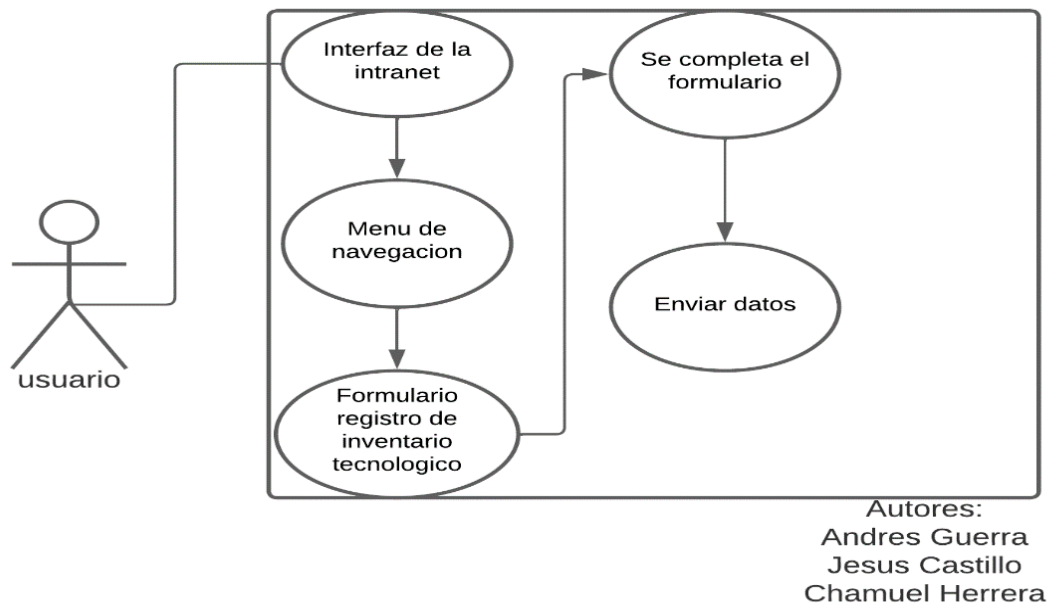 Interfaz de la
intranet
Menu de
navegacion
Formulario
registro de
inventario
tecnologico
Se completa el
formulario
Enviar datos
usuario
Autores:
Andres Guerra
Jesus Castillo
Chamuel Herrera